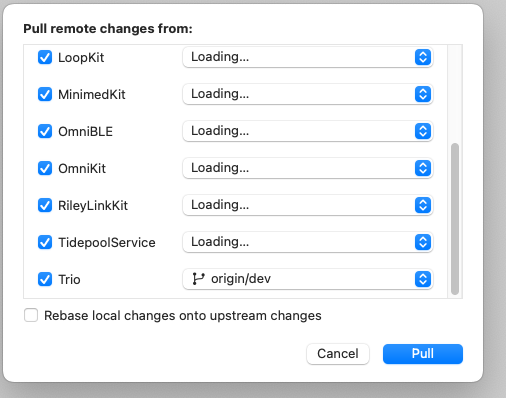 Pull remote changes from:
LoopKit Loading...
MinimedKit Loading...
OmniBLE Loading...
OmniKit Loading...
RileyLinkKit Loading...
TidepoolService Loading...
Trio origin/dev
Rebase local changes onto upstream changes
Cancel Pull